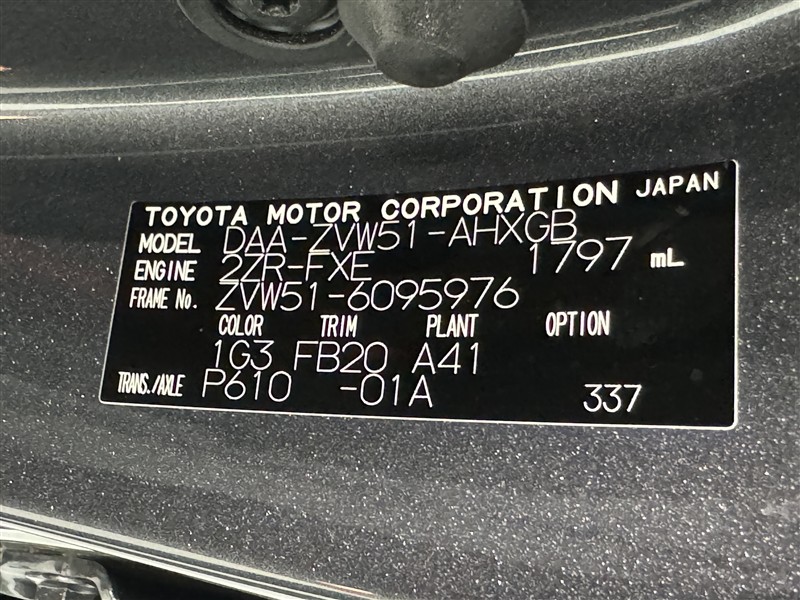 TOYOTA MOTOR CORPORATION JAPAN
MODEL DAA-ZVW51-AHXGB
ENGINE 2ZR-FXE 1797 mL
FRAME No. ZVW51-6095976
COLOR TRIM PLANT OPTION
1G3 FB20 A41
TRANS./AXLE P610 -01A 337